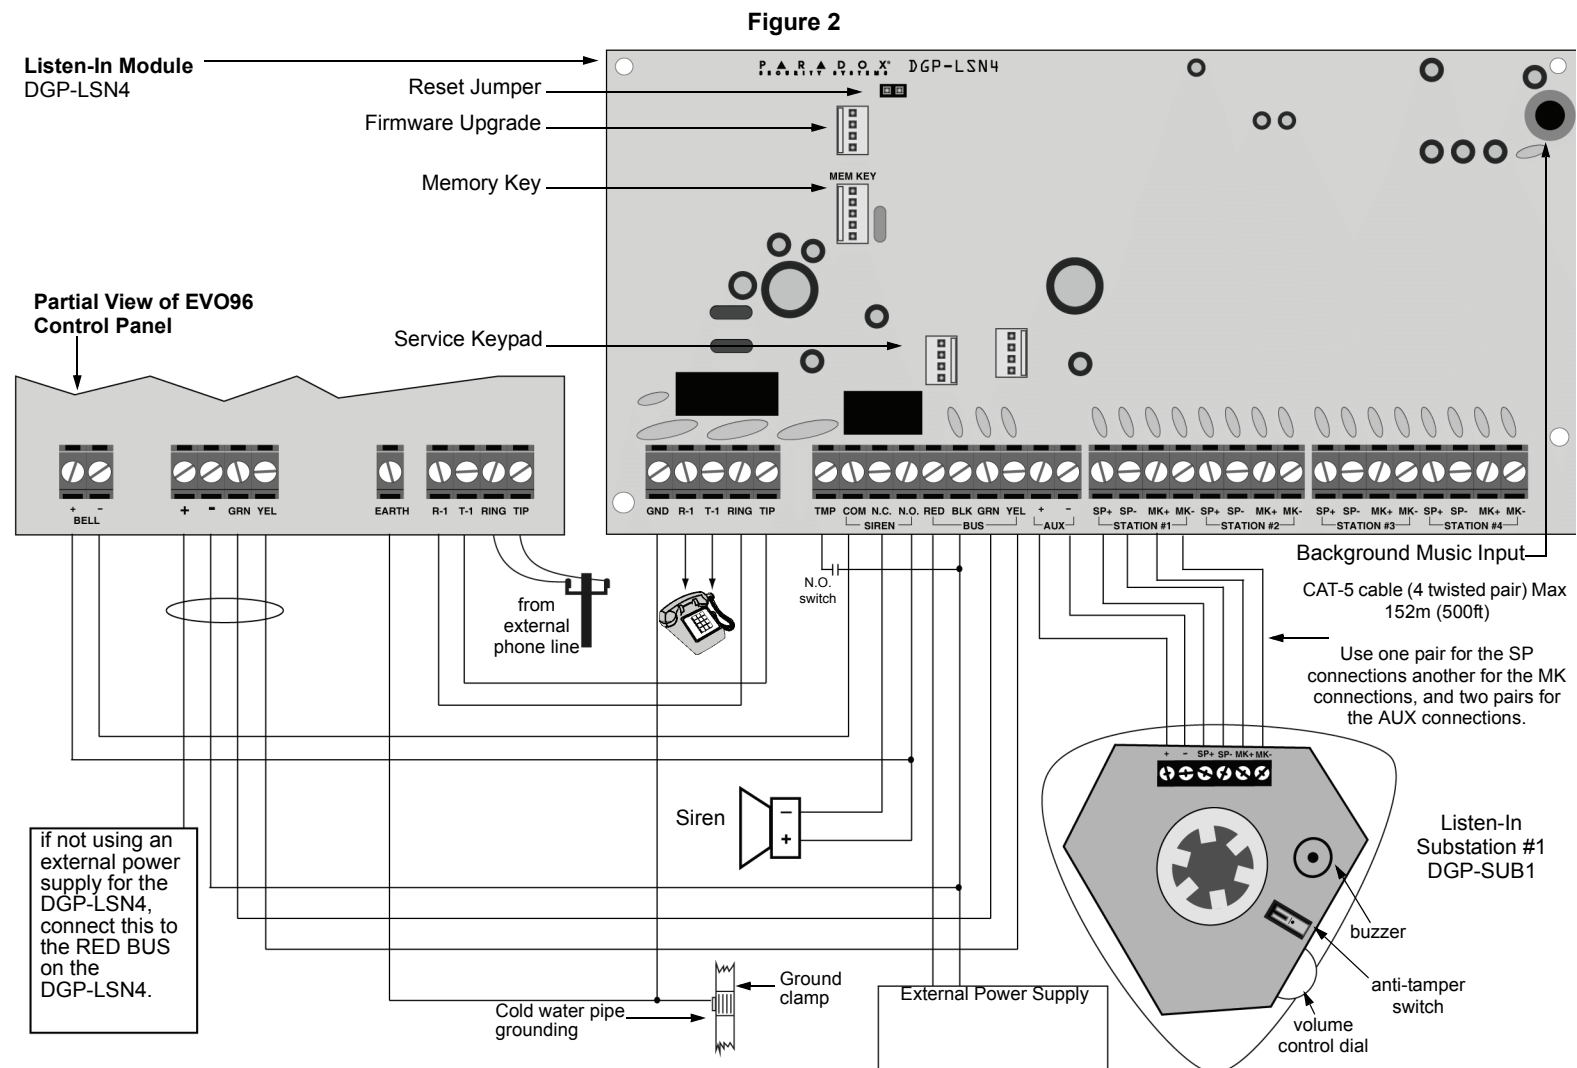 Figure 2
Listen-In Module
DGP-LSN4
PARADOX®
SECURITY SYSTEMS
DGP-LSN4
Reset Jumper
Firmware Upgrade
Memory Key
MEM KEY
Partial View of EVO96
Control Panel
Service Keypad
+ −
BELL
+ - GRN YEL
EARTH
R-1 T-1 RING TIP
GND R-1 T-1 RING TIP
TMP COM N.C. N.O. RED BLK GRN YEL + −
SIREN BUS AUX
SP+ SP- MK+ MK- SP+ SP- MK+ MK-
STATION #1 STATION #2
SP+ SP- MK+ MK- SP+ SP- MK+ MK-
STATION #3 STATION #4
Background Music Input
N.O.
switch
from
external
phone line
CAT-5 cable (4 twisted pair) Max
152m (500ft)
Use one pair for the SP
connections another for the MK
connections, and two pairs for
the AUX connections.
+ − SP+ SP- MK+ MK-
Siren
−
+
Listen-In
Substation #1
DGP-SUB1
if not using an
external power
supply for the
DGP-LSN4,
connect this to
the RED BUS
on the
DGP-LSN4.
buzzer
anti-tamper
switch
volume
control dial
Ground
clamp
Cold water pipe
grounding
External Power Supply